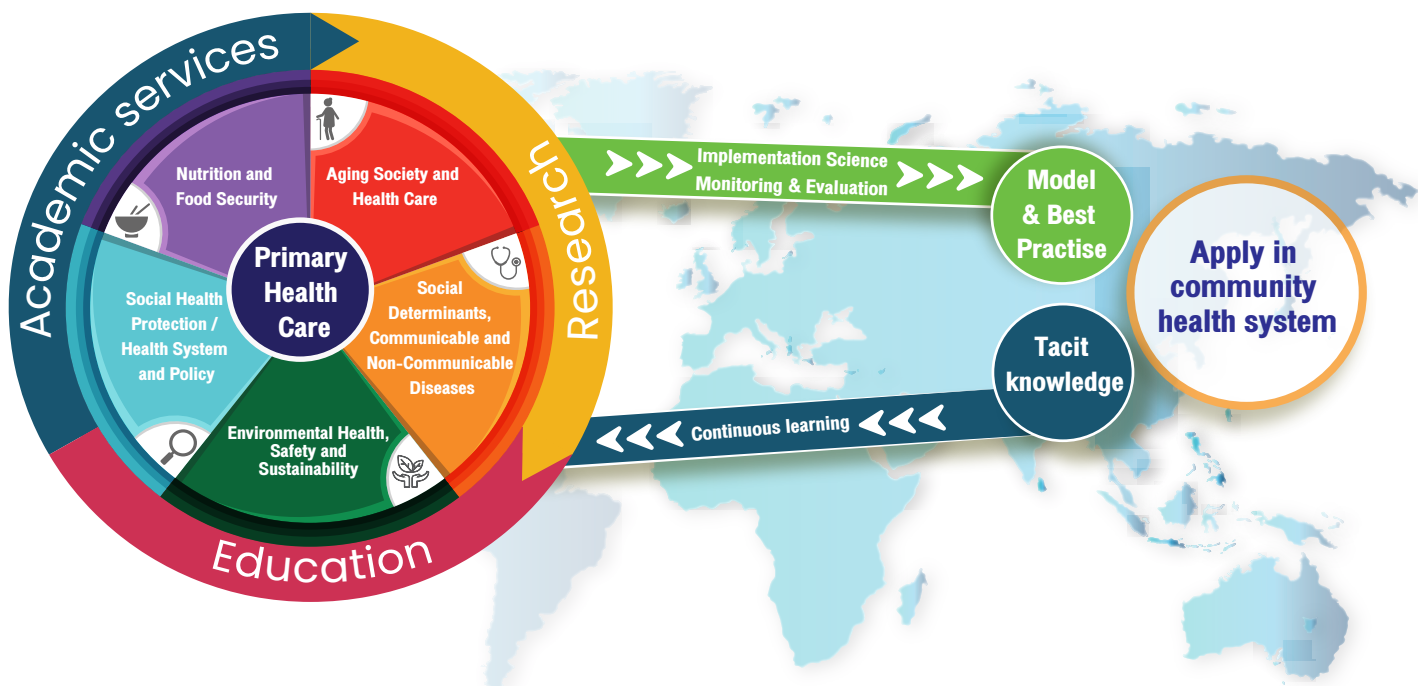 Academic services
Research
Education
Nutrition and
Food Security
Aging Society and
Health Care
Primary
Health
Care
Social Health
Protection /
Health System
and Policy
Social
Determinants,
Communicable and
Non-Communicable
Diseases
Environmental Health,
Safety and
Sustainability
Implementation Science
Monitoring & Evaluation
Model
& Best
Practise
Apply in
community
health system
Tacit
knowledge
Continuous learning